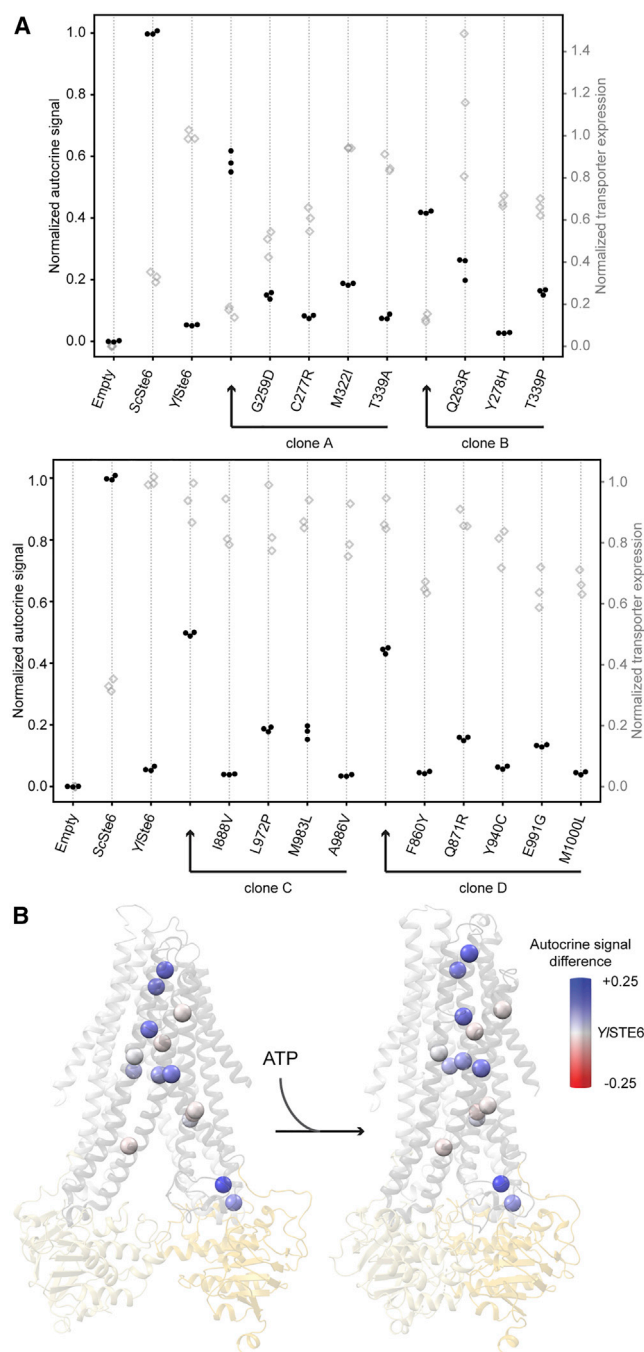 A
Normalized autocrine signal
1.0
0.8
0.6
0.4
0.2
0.0
1.4
1.2
1.0
0.8
0.6
0.4
0.2
0.0
Normalized transporter expression
Empty
ScSte6
YlSte6
G259D
C277R
M322I
T339A
Q263R
Y278H
T339P
clone A
clone B
Normalized autocrine signal
1.0
0.8
0.6
0.4
0.2
0.0
1.0
0.8
0.6
0.4
0.2
0.0
Normalized transporter expression
Empty
ScSte6
YlSte6
I888V
L972P
M983L
A986V
F860Y
Q871R
Y940C
E991G
M1000L
clone C
clone D
B
Autocrine signal
difference
+0.25
YlSTE6
-0.25
ATP